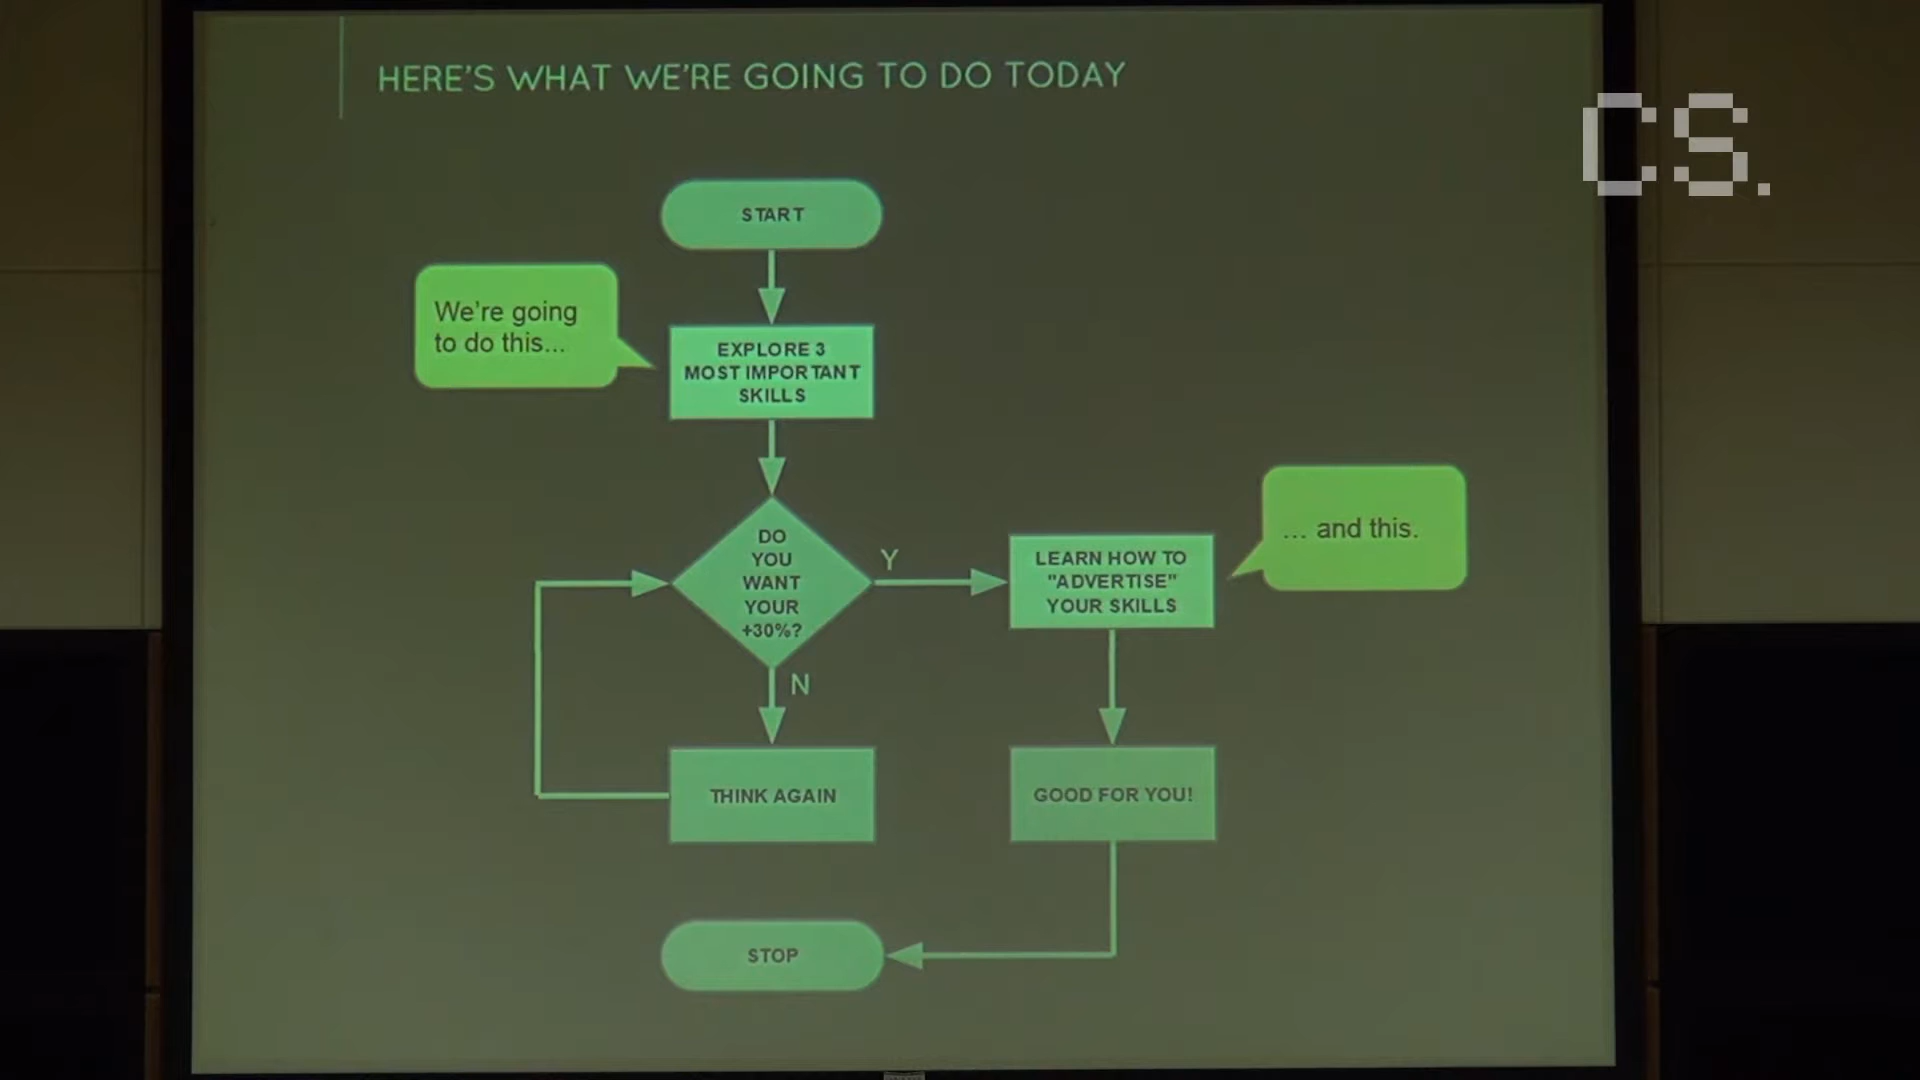 HERE'S WHAT WE'RE GOING TO DO TODAY
CS.
START
We're going
to do this...
EXPLORE 3
MOST IMPORTANT
SKILLS
DO
YOU
WANT
YOUR
+30%?
Y
LEARN HOW TO
"ADVERTISE"
YOUR SKILLS
... and this.
N
THINK AGAIN
GOOD FOR YOU!
STOP